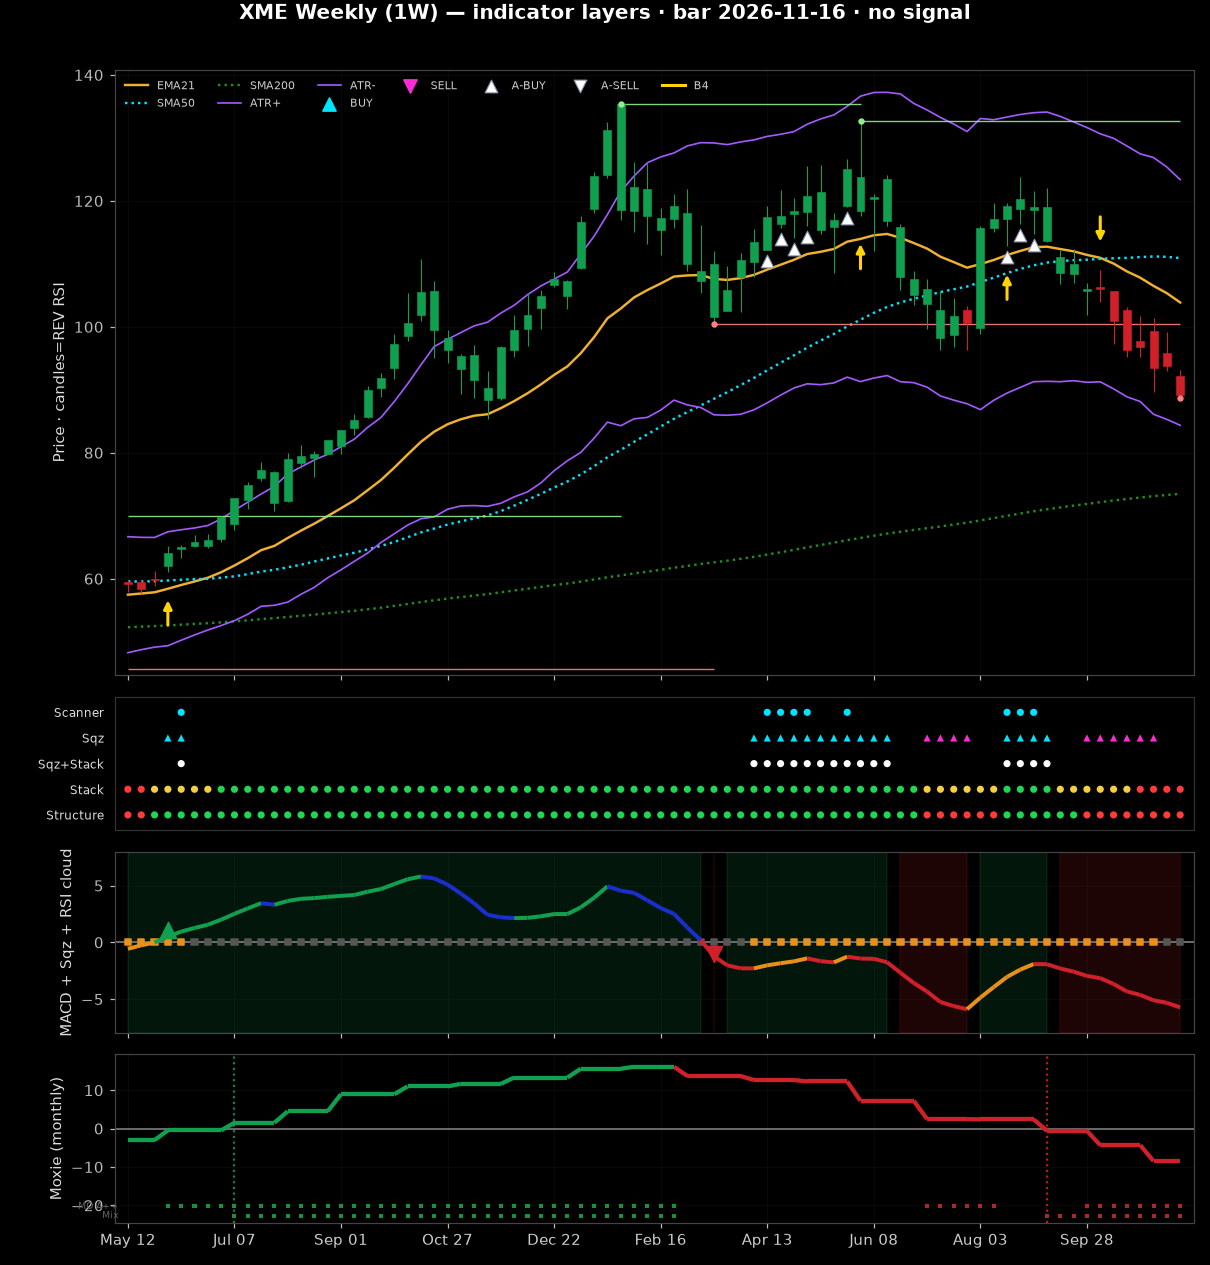 XME Weekly (1W) — indicator layers · bar 2026-11-16 · no signal
EMA21 SMA200 ATR- SELL A-BUY A-SELL B4
SMA50 ATR+ BUY
Price · candles=REV RSI
140
120
100
80
60
Scanner
Sqz
Sqz+Stack
Stack
Structure
MACD + Sqz + RSI cloud
5
0
−5
Moxie (monthly)
10
0
−10
−20
Mix
May 12 Jul 07 Sep 01 Oct 27 Dec 22 Feb 16 Apr 13 Jun 08 Aug 03 Sep 28